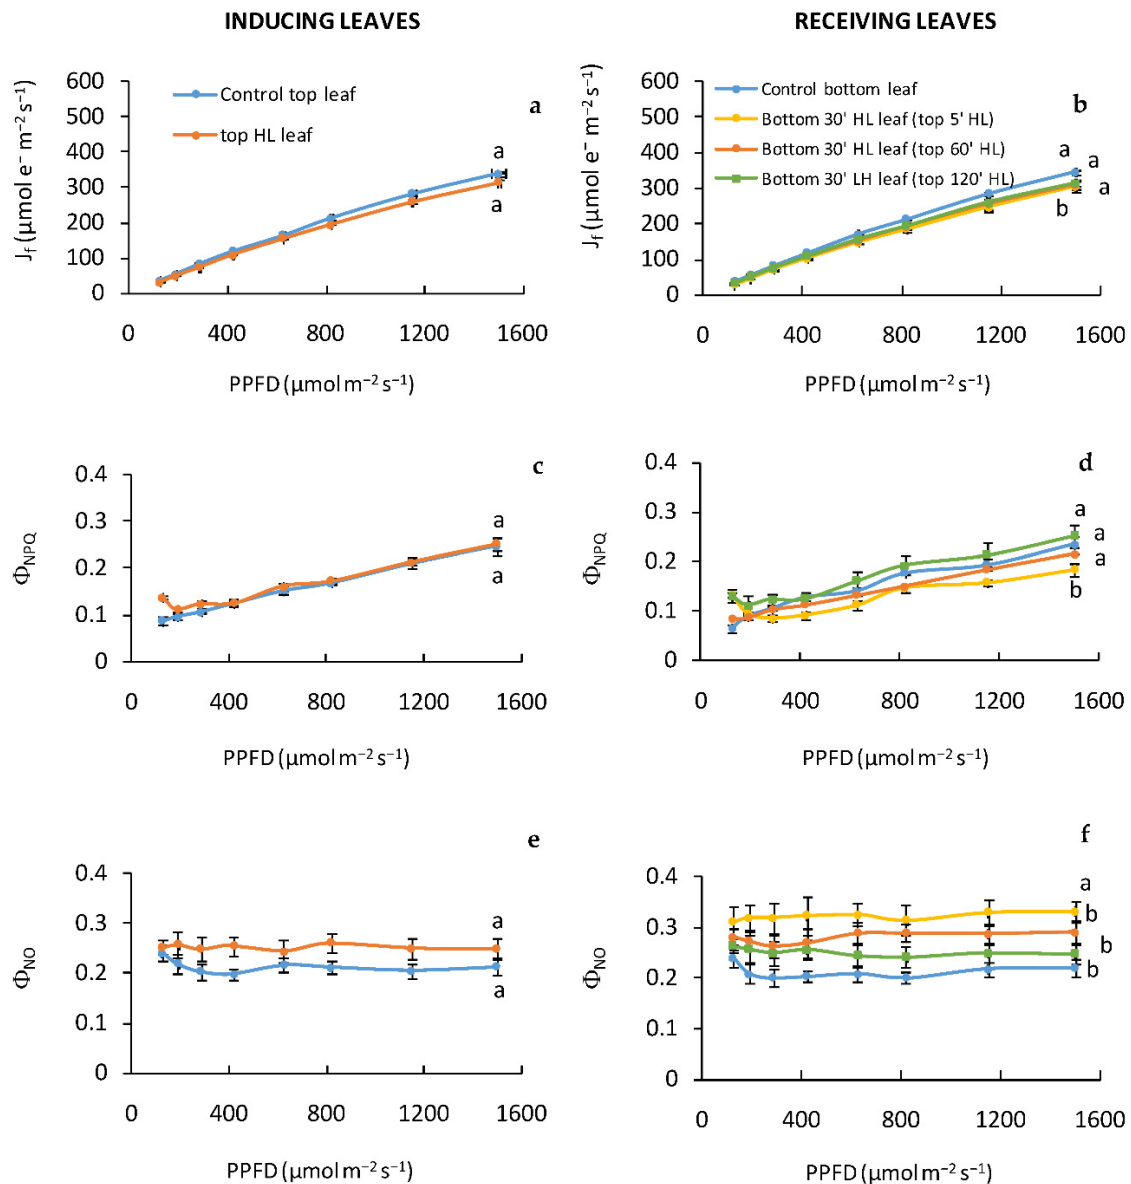 INDUCING LEAVES
RECEIVING LEAVES
J_f (µmol e⁻ m⁻² s⁻¹)
600
500
400
300
200
100
0
Control top leaf
top HL leaf
a
a
a
0 400 800 1200 1600
PPFD (µmol m⁻² s⁻¹)
J_f (µmol e⁻ m⁻² s⁻¹)
600
500
400
300
200
100
0
Control bottom leaf
Bottom 30' HL leaf (top 5' HL)
Bottom 30' HL leaf (top 60' HL)
Bottom 30' LH leaf (top 120' HL)
b
a
a
a
b
0 400 800 1200 1600
PPFD (µmol m⁻² s⁻¹)
Φ_NPQ
0.4
0.3
0.2
0.1
0
c
a
a
0 400 800 1200 1600
PPFD (µmol m⁻² s⁻¹)
Φ_NPQ
0.4
0.3
0.2
0.1
0
d
a
a
a
b
0 400 800 1200 1600
PPFD (µmol m⁻² s⁻¹)
Φ_NO
0.4
0.3
0.2
0.1
0
e
a
a
0 400 800 1200 1600
PPFD (µmol m⁻² s⁻¹)
Φ_NO
0.4
0.3
0.2
0.1
0
f
a
b
b
b
0 400 800 1200 1600
PPFD (µmol m⁻² s⁻¹)